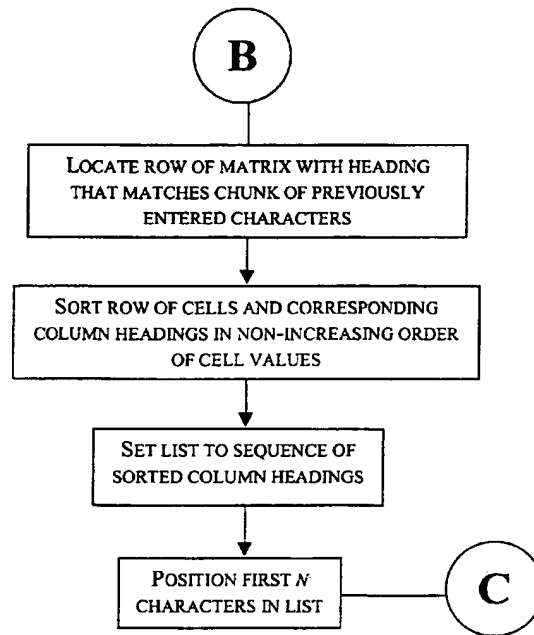 B
LOCATE ROW OF MATRIX WITH HEADING
THAT MATCHES CHUNK OF PREVIOUSLY
ENTERED CHARACTERS
SORT ROW OF CELLS AND CORRESPONDING
COLUMN HEADINGS IN NON-INCREASING ORDER
OF CELL VALUES
SET LIST TO SEQUENCE OF
SORTED COLUMN HEADINGS
POSITION FIRST N
CHARACTERS IN LIST
C